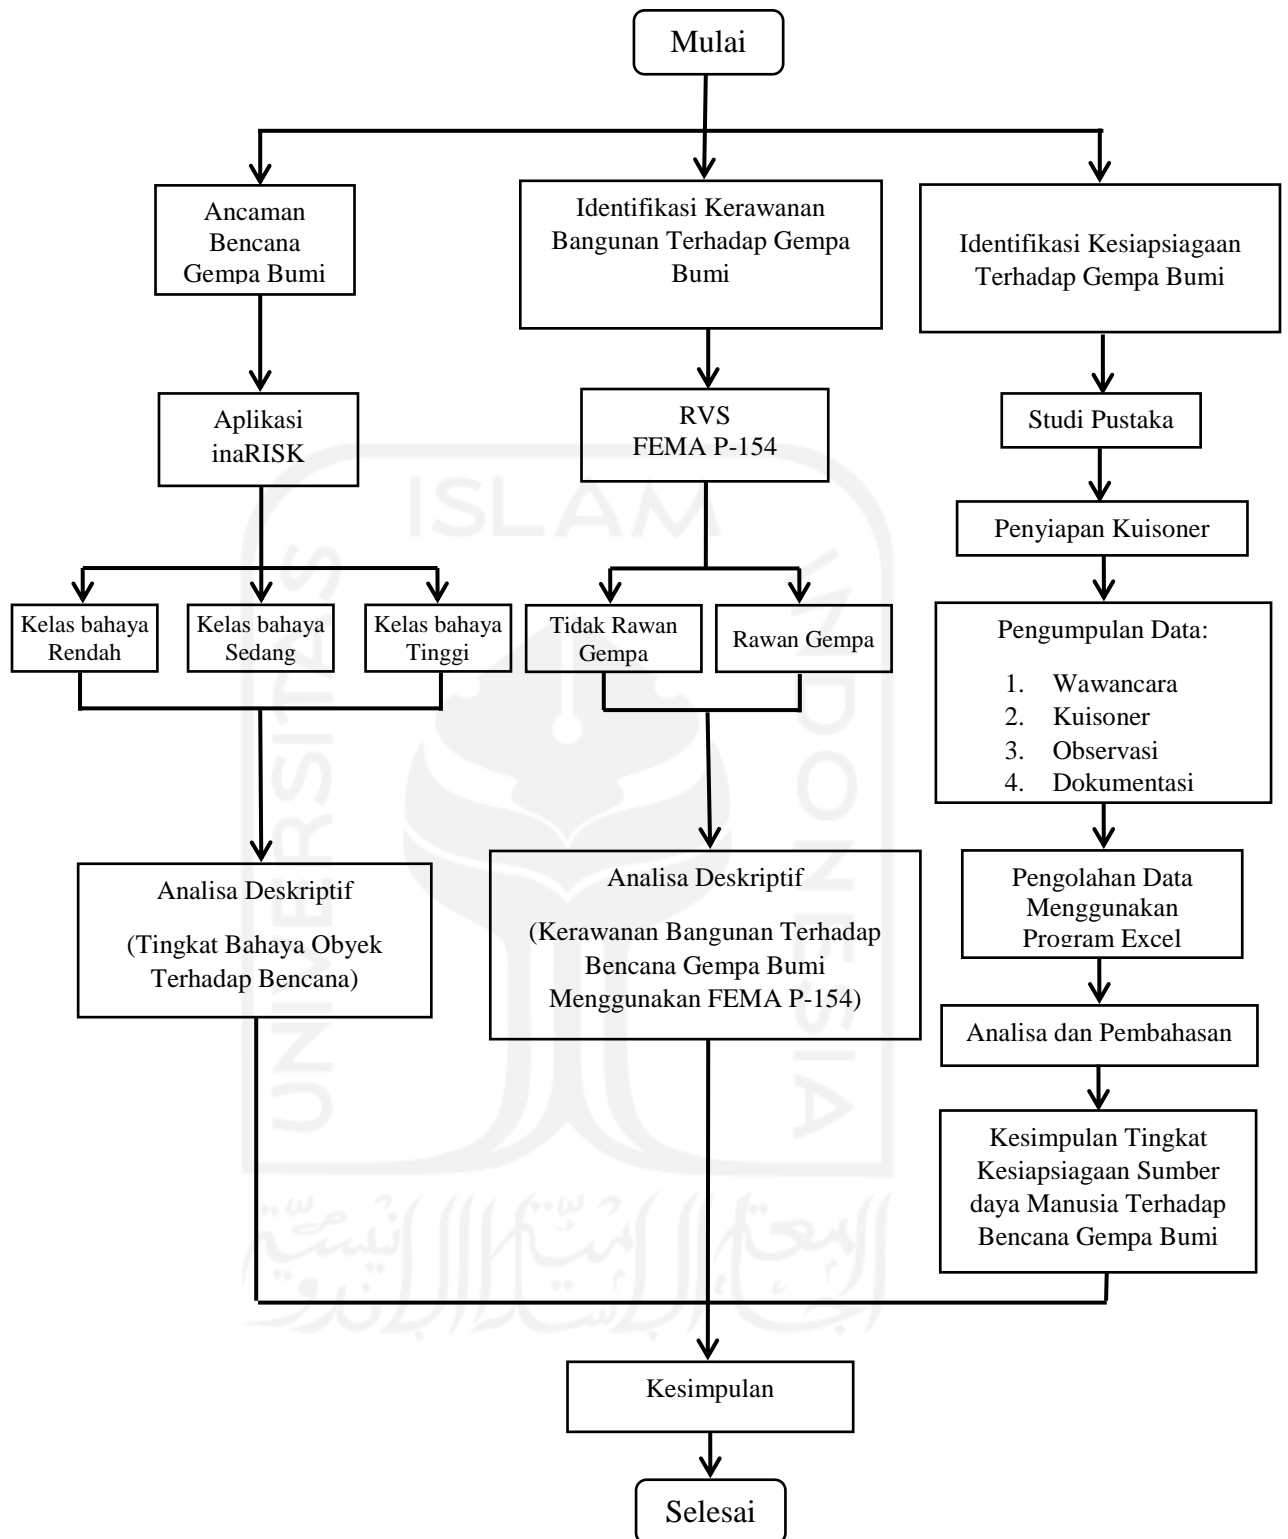 Mulai
Ancaman
Bencana
Gempa Bumi
Identifikasi Kerawanan
Bangunan Terhadap Gempa
Bumi
Identifikasi Kesiapsiagaan
Terhadap Gempa Bumi
Aplikasi
inaRISK
RVS
FEMA P-154
Studi Pustaka
Penyiapan Kuisoner
Kelas bahaya
Rendah
Kelas bahaya
Sedang
Kelas bahaya
Tinggi
Tidak Rawan
Gempa
Rawan Gempa
Pengumpulan Data:
1. Wawancara
2. Kuisoner
3. Observasi
4. Dokumentasi
Analisa Deskriptif
(Tingkat Bahaya Obyek
Terhadap Bencana)
Analisa Deskriptif
(Kerawanan Bangunan Terhadap
Bencana Gempa Bumi
Menggunakan FEMA P-154)
Pengolahan Data
Menggunakan
Program Excel
Analisa dan Pembahasan
Kesimpulan Tingkat
Kesiapsiagaan Sumber
daya Manusia Terhadap
Bencana Gempa Bumi
Kesimpulan
Selesai
UNIVERSITAS
ISLAM
INDONESIA